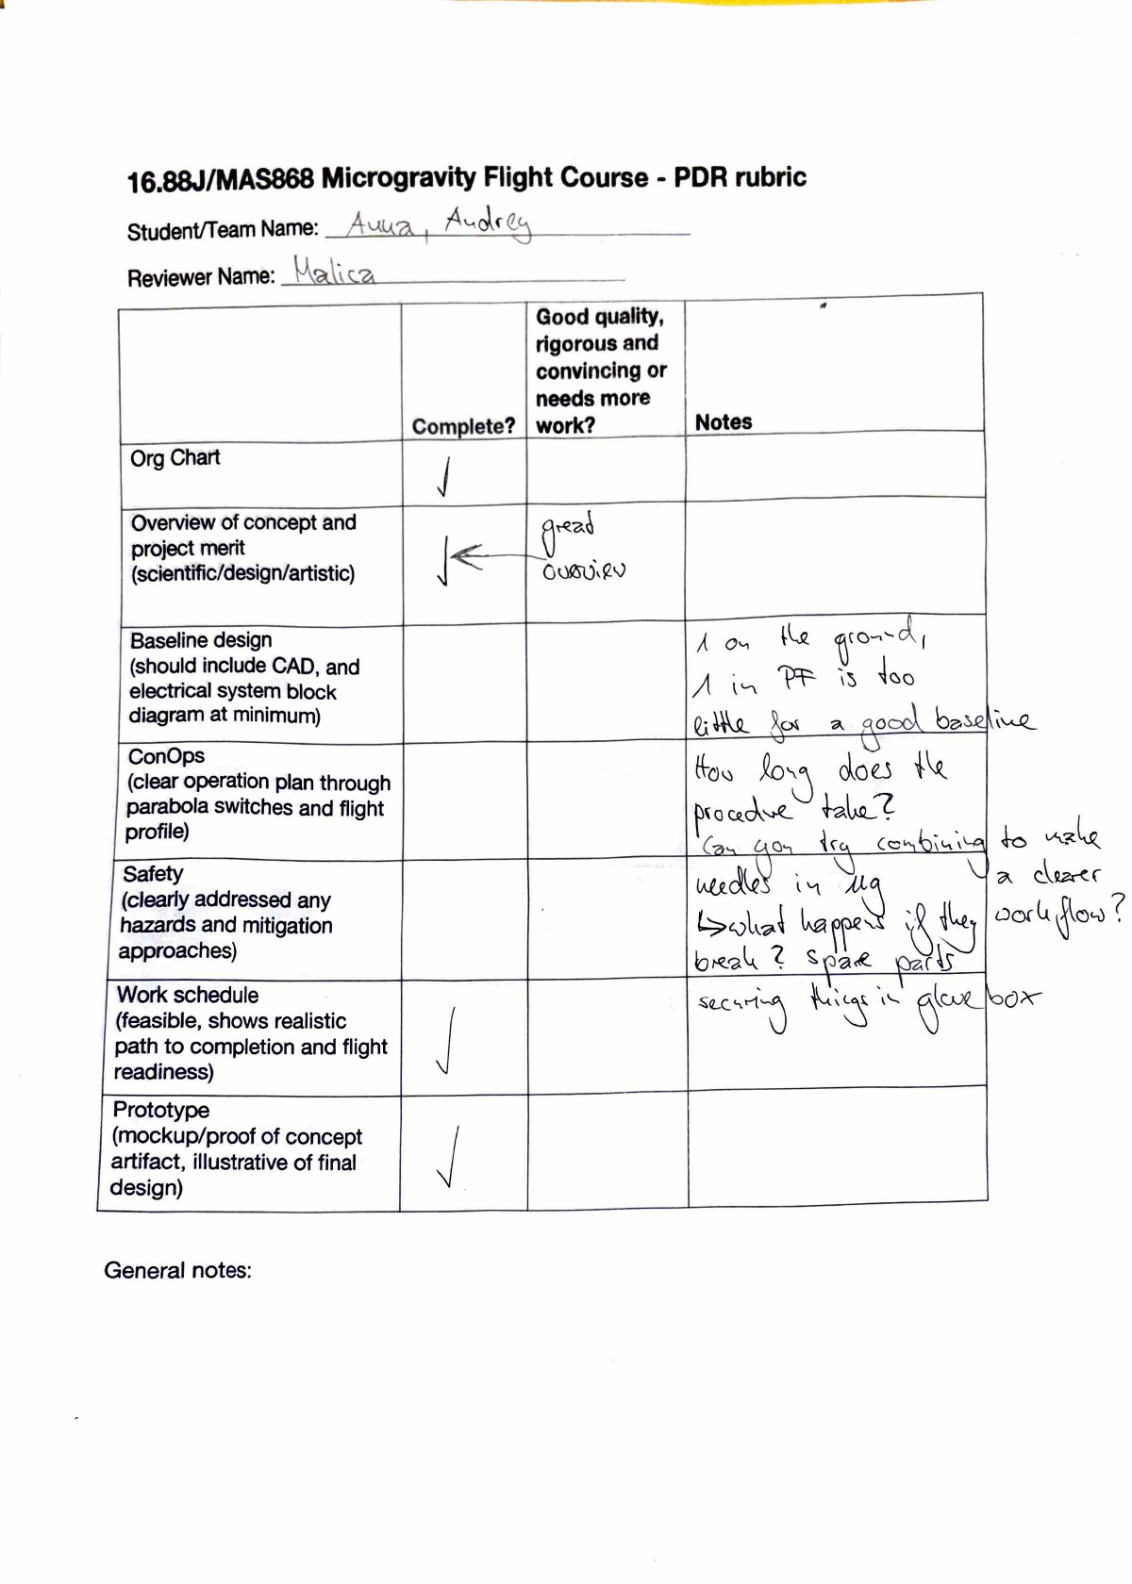 16.88J/MAS868 Microgravity Flight Course - PDR rubric
Student/Team Name: Anna, Audrey
Reviewer Name: Malica
Complete?
Good quality,
rigorous and
convincing or
needs more
work?
Notes
Org Chart
✓
Overview of concept and
project merit
(scientific/design/artistic)
✓ ←
gread
overview
Baseline design
(should include CAD, and
electrical system block
diagram at minimum)
1 on the ground,
1 in PF is too
little for a good baseline
ConOps
(clear operation plan through
parabola switches and flight
profile)
How long does the
procedure take?
Can you try combining to make
a clearer
workflow?
Safety
(clearly addressed any
hazards and mitigation
approaches)
needles in μg
↳ what happens if they
break? spare parts
Work schedule
(feasible, shows realistic
path to completion and flight
readiness)
✓
securing things in glove box
Prototype
(mockup/proof of concept
artifact, illustrative of final
design)
✓
General notes: